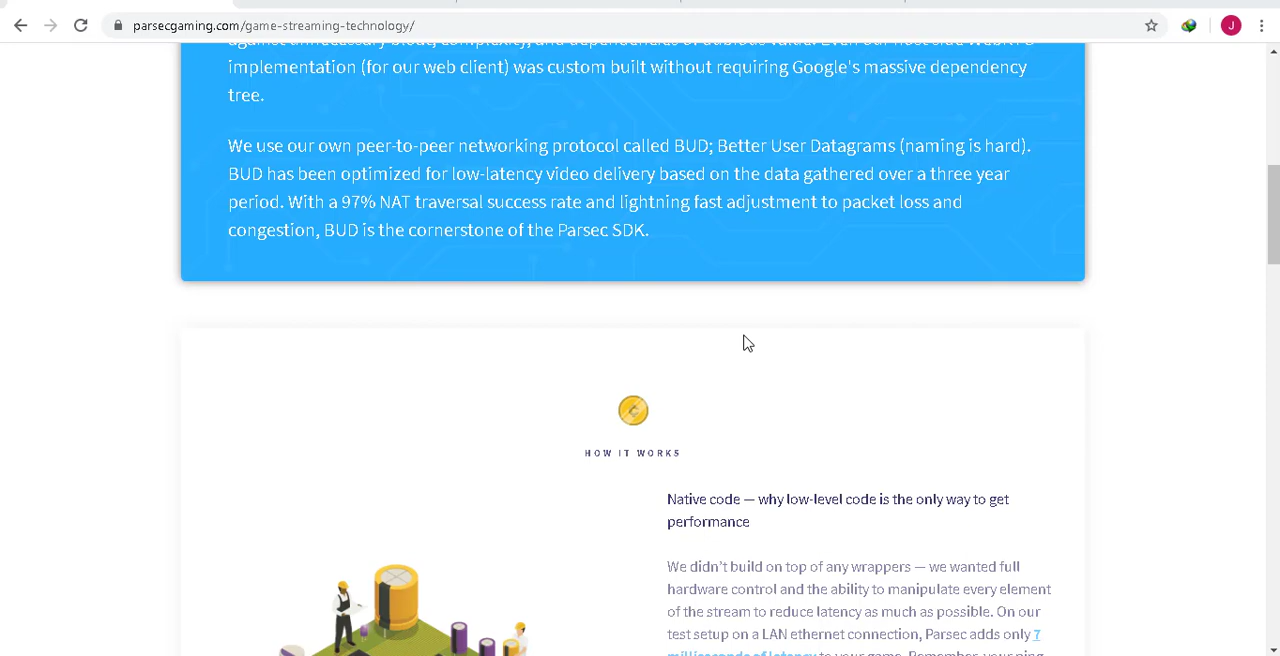 parsecgaming.com/game-streaming-technology/
J
implementation (for our web client) was custom built without requiring Google's massive dependency
tree.
We use our own peer-to-peer networking protocol called BUD; Better User Datagrams (naming is hard).
BUD has been optimized for low-latency video delivery based on the data gathered over a three year
period. With a 97% NAT traversal success rate and lightning fast adjustment to packet loss and
congestion, BUD is the cornerstone of the Parsec SDK.
HOW IT WORKS
Native code — why low-level code is the only way to get
performance
We didn't build on top of any wrappers — we wanted full
hardware control and the ability to manipulate every element
of the stream to reduce latency as much as possible. On our
test setup on a LAN ethernet connection, Parsec adds only 7
milliseconds of latency to your game. Remember, your ping